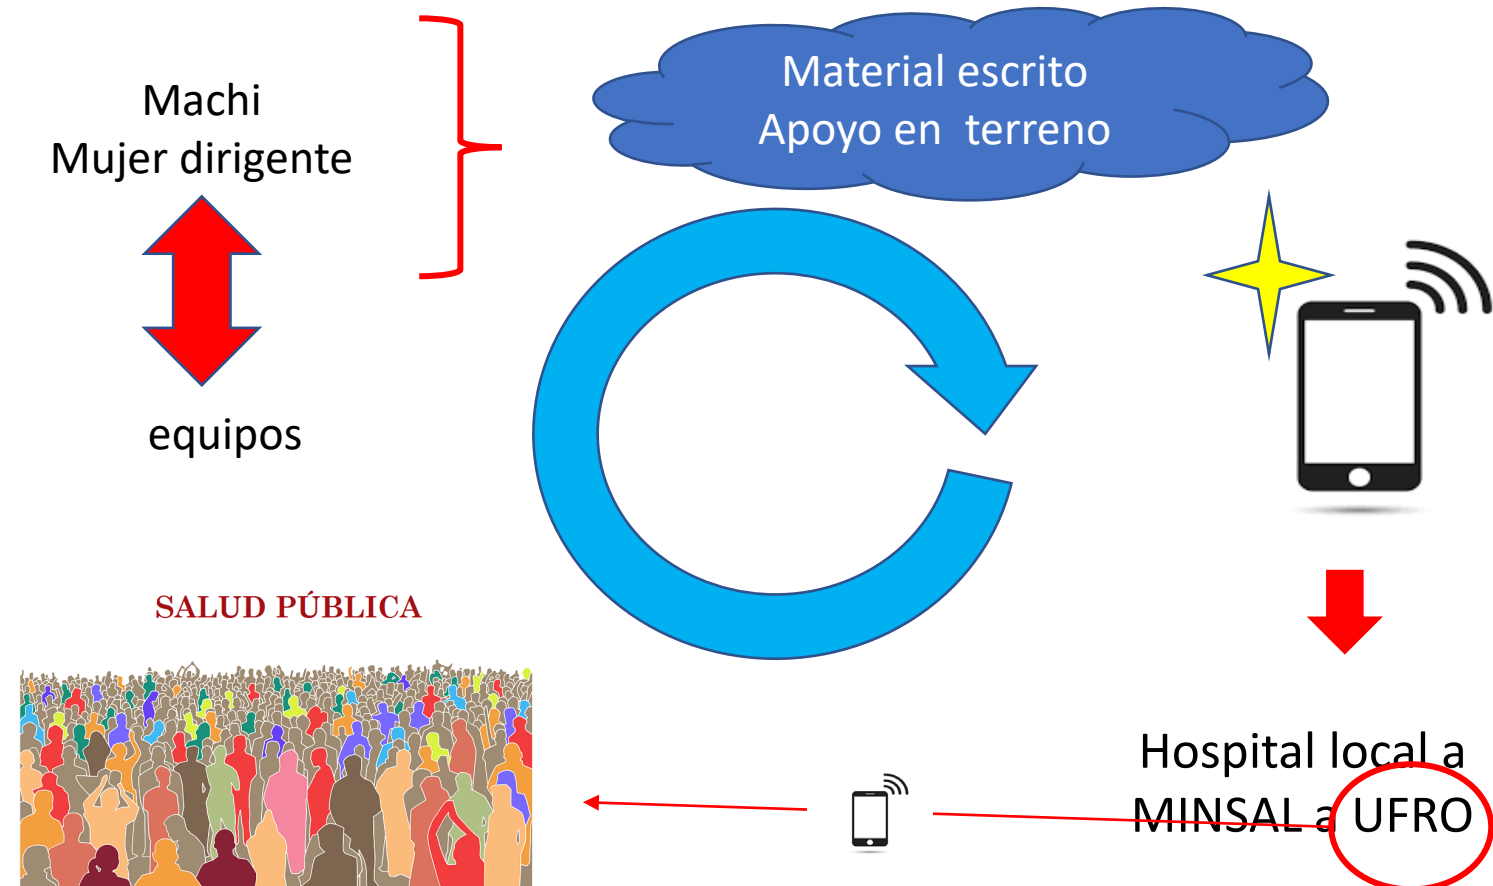 Machi
Mujer dirigente
Material escrito
Apoyo en terreno
equipos
SALUD PÚBLICA
Hospital local a
MINSAL a UFRO